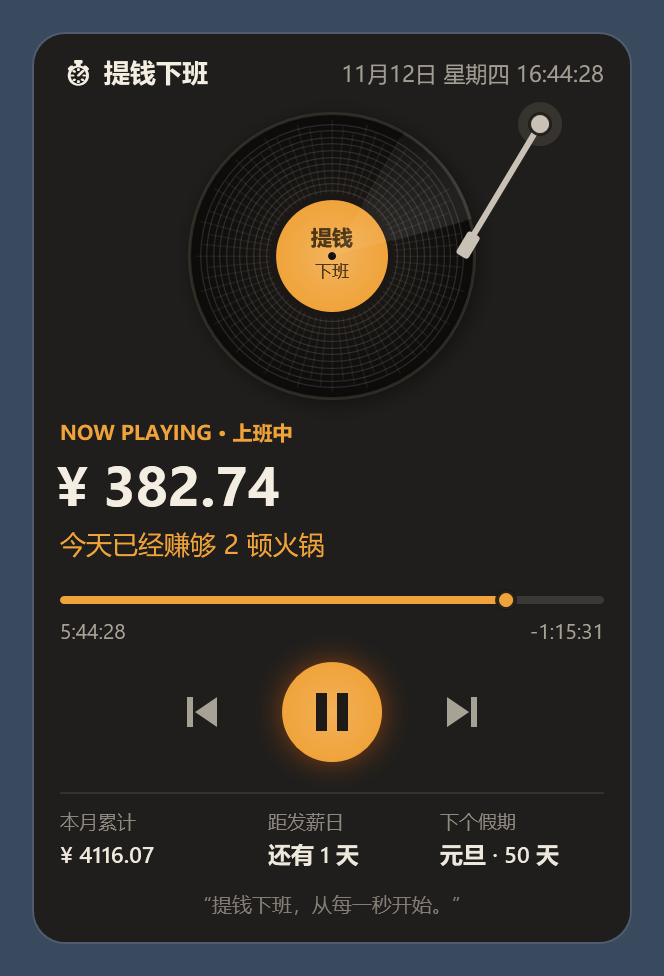 提钱下班
11月12日 星期四 16:44:28
提钱
下班
NOW PLAYING • 上班中
¥ 382.74
今天已经赚够 2 顿火锅
5:44:28
-1:15:31
本月累计
¥ 4116.07
距发薪日
还有 1 天
下个假期
元旦 · 50 天
“提钱下班，从每一秒开始。”